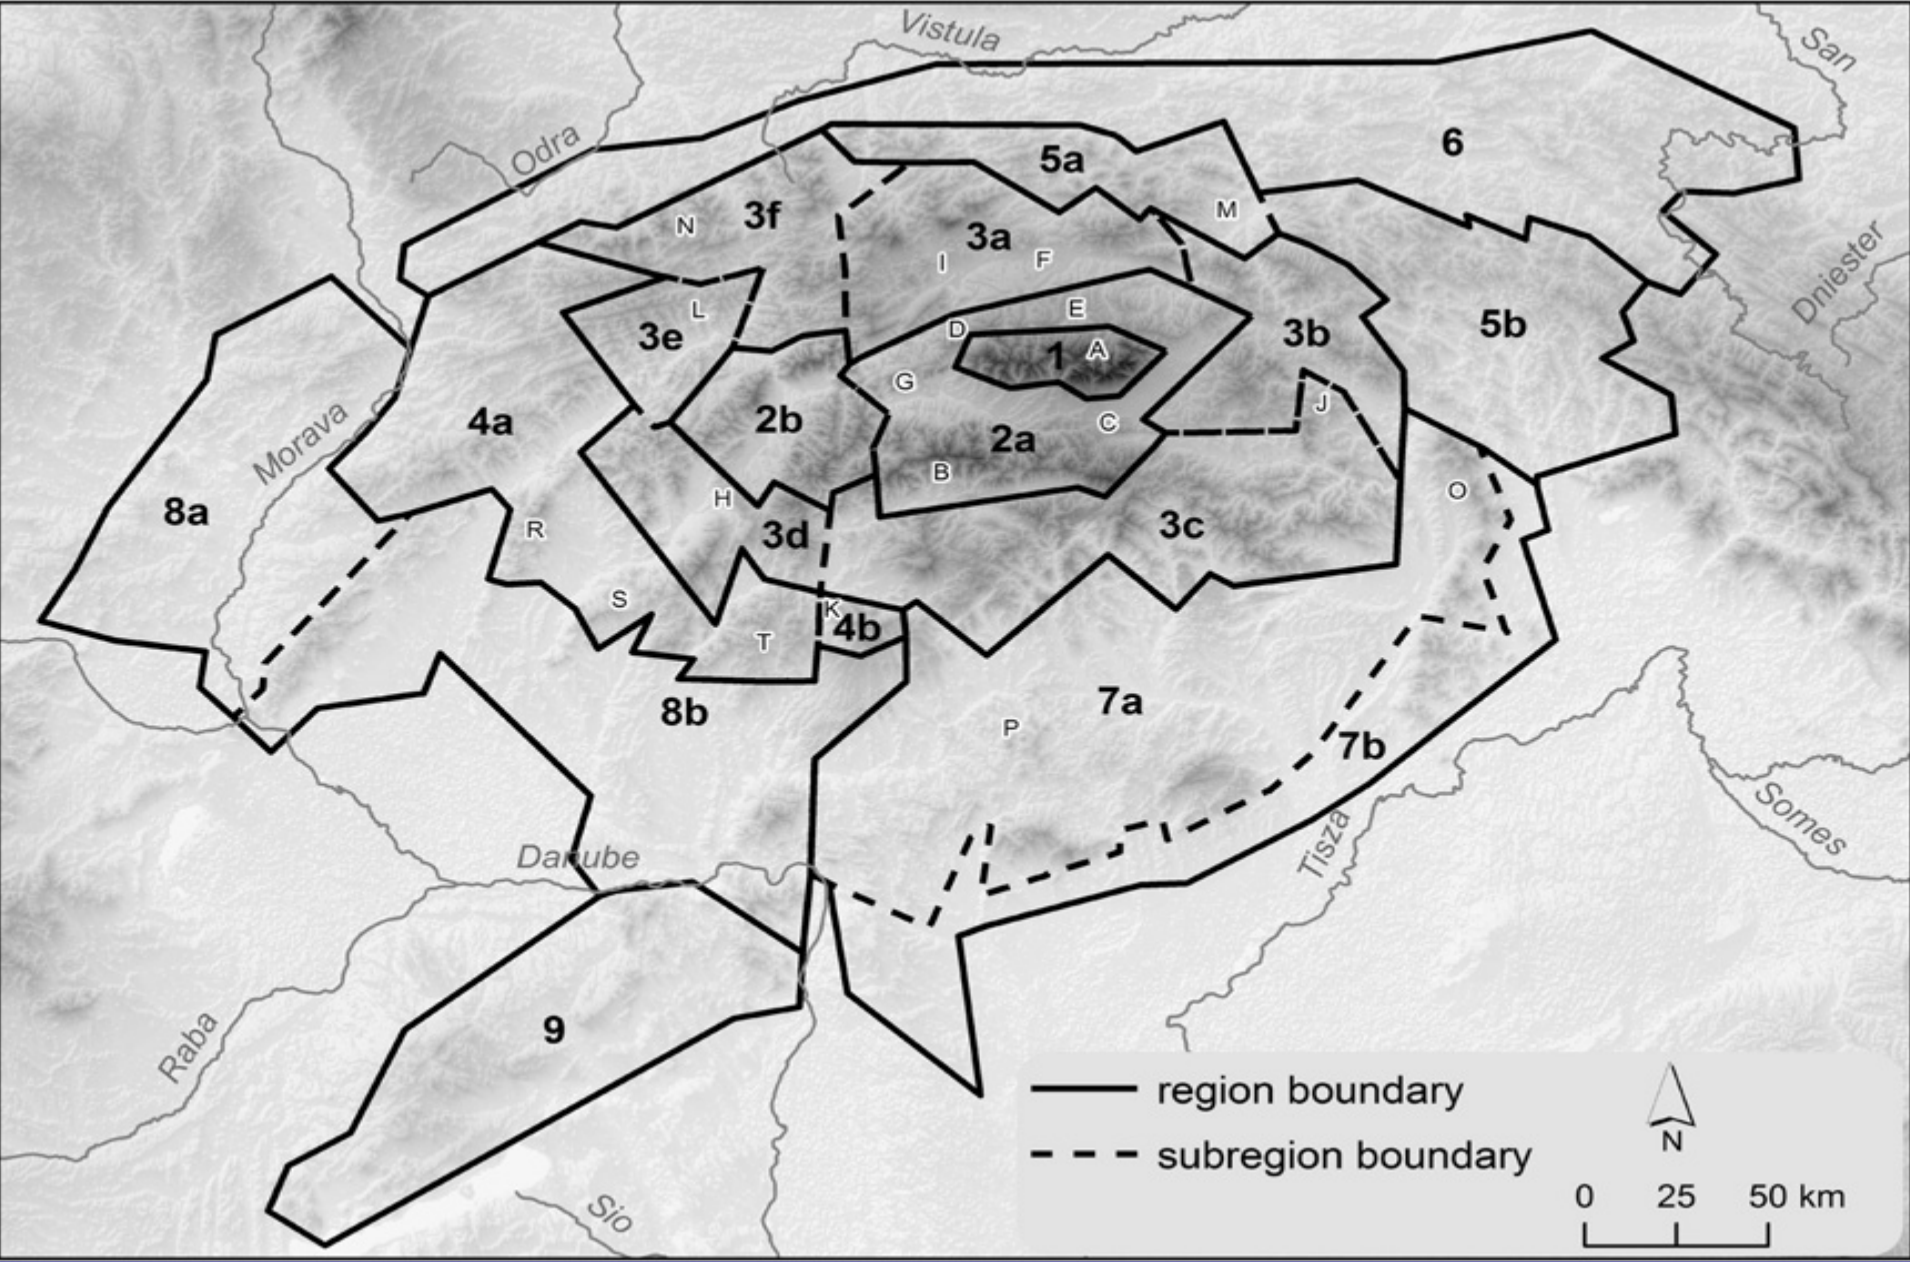 Vistula
San
Odra
6
5a
N
3f
M
3a
I
F
Dniester
L
E
3e
D
1
A
3b
5b
G
J
4a
2b
C
2a
Morava
B
O
H
8a
R
3d
3c
S
K
4b
T
7a
8b
P
7b
Somes
Tisza
Danube
9
Raba
Sio
region boundary
subregion boundary
N
0 25 50 km